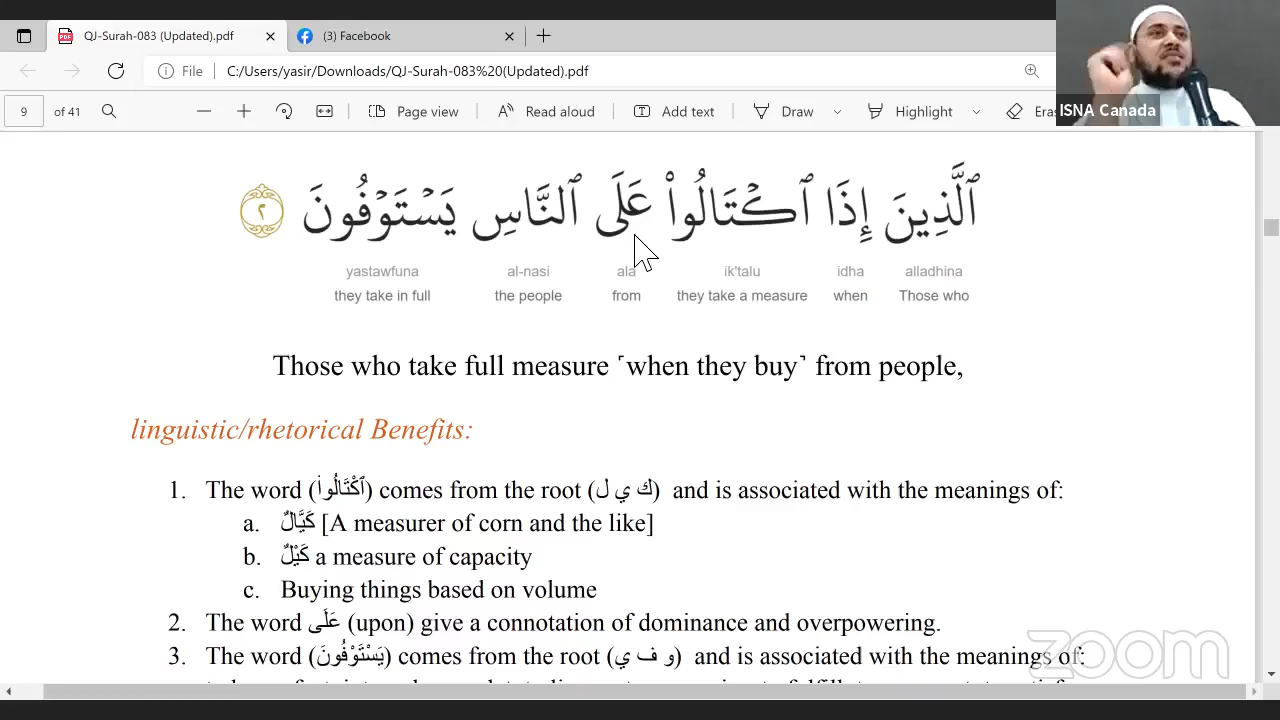 QJ-Surah-083 (Updated).pdf
(3) Facebook
File
C:/Users/yasir/Downloads/QJ-Surah-083%20(Updated).pdf
9 of 41
Page view
Read aloud
Add text
Draw
Highlight
ISNA Canada
ٱلَّذِينَ إِذَا ٱكْتَالُوا۟ عَلَى ٱلنَّاسِ يَسْتَوْفُونَ ٢
yastawfuna al-nasi ala ik'talu idha alladhina
they take in full the people from they take a measure when Those who
Those who take full measure ˹when they buy˺ from people,
linguistic/rhetorical Benefits:
1. The word (ٱكْتَالُوا۟) comes from the root (ك ي ل) and is associated with the meanings of:
a. كَيَّالٌ [A measurer of corn and the like]
b. كَيْلٌ a measure of capacity
c. Buying things based on volume
2. The word عَلَى (upon) give a connotation of dominance and overpowering.
3. The word (يَسْتَوْفُونَ) comes from the root (و ف ي) and is associated with the meanings of:
zoom